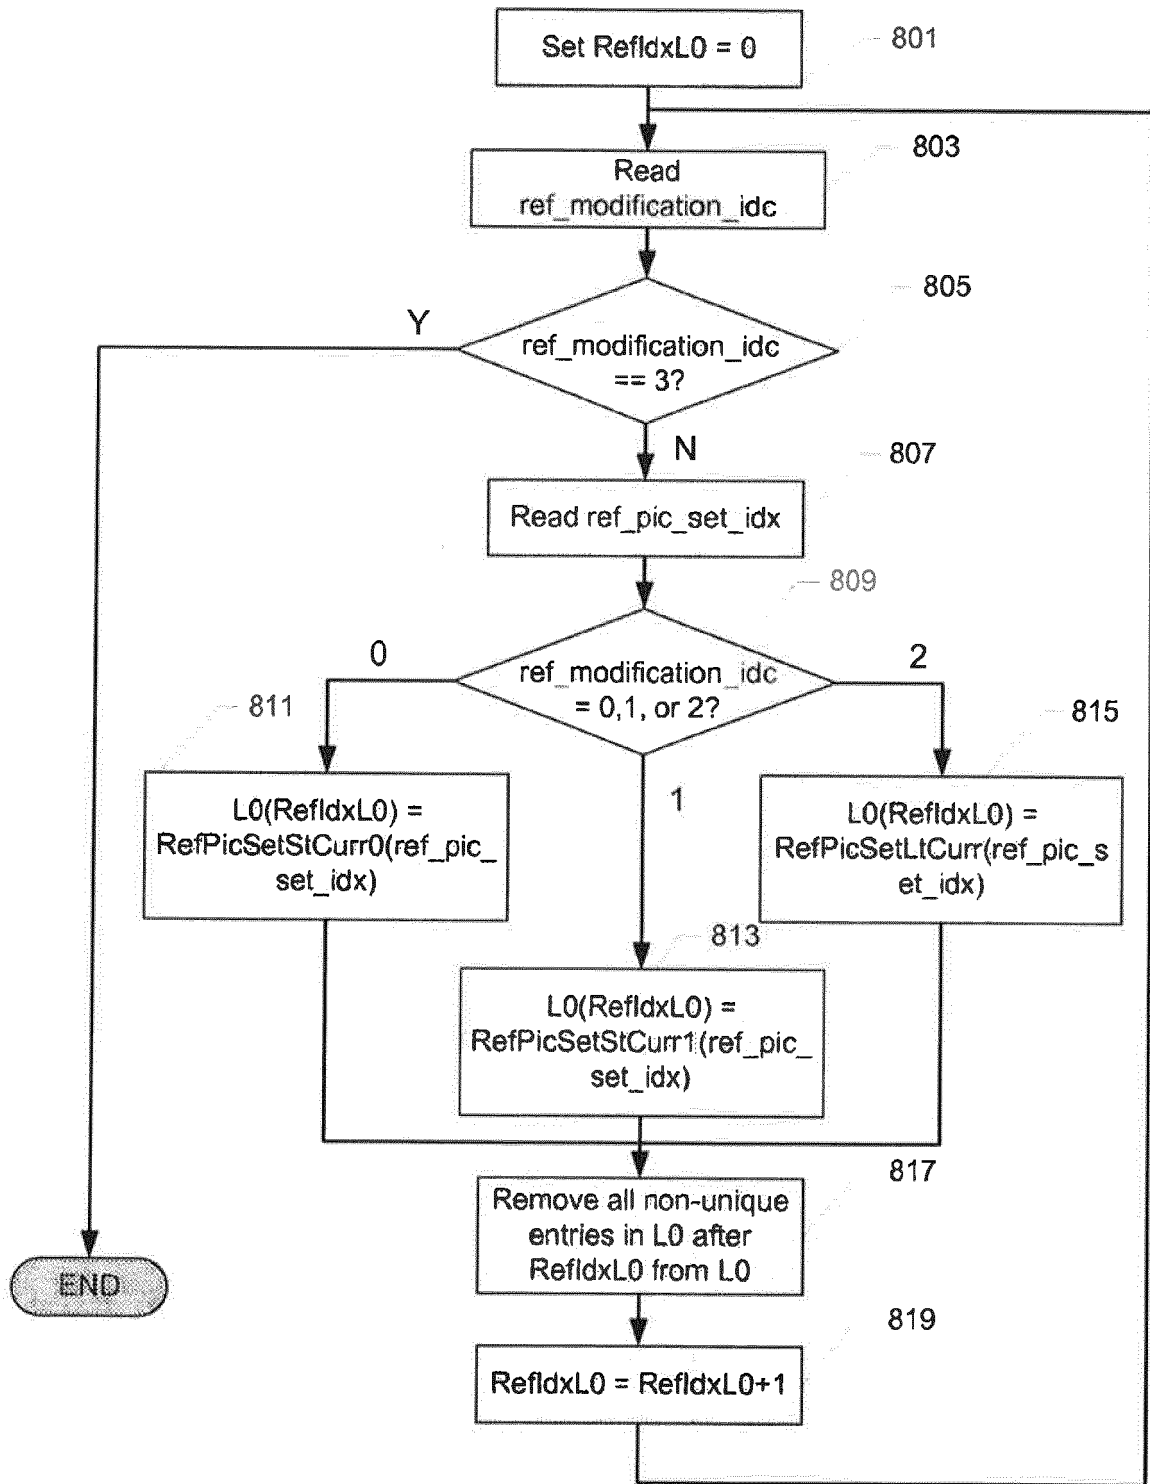 Set RefIdxL0 = 0
801
803
Read
ref_modification_idc
805
Y
ref_modification_idc
== 3?
N
807
Read ref_pic_set_idx
809
0
2
ref_modification_idc
= 0,1, or 2?
811
815
1
L0(RefIdxL0) =
RefPicSetStCurr0(ref_pic_
set_idx)
L0(RefIdxL0) =
RefPicSetLtCurr(ref_pic_s
et_idx)
813
L0(RefIdxL0) =
RefPicSetStCurr1(ref_pic_
set_idx)
817
Remove all non-unique
entries in L0 after
RefIdxL0 from L0
END
819
RefIdxL0 = RefIdxL0+1